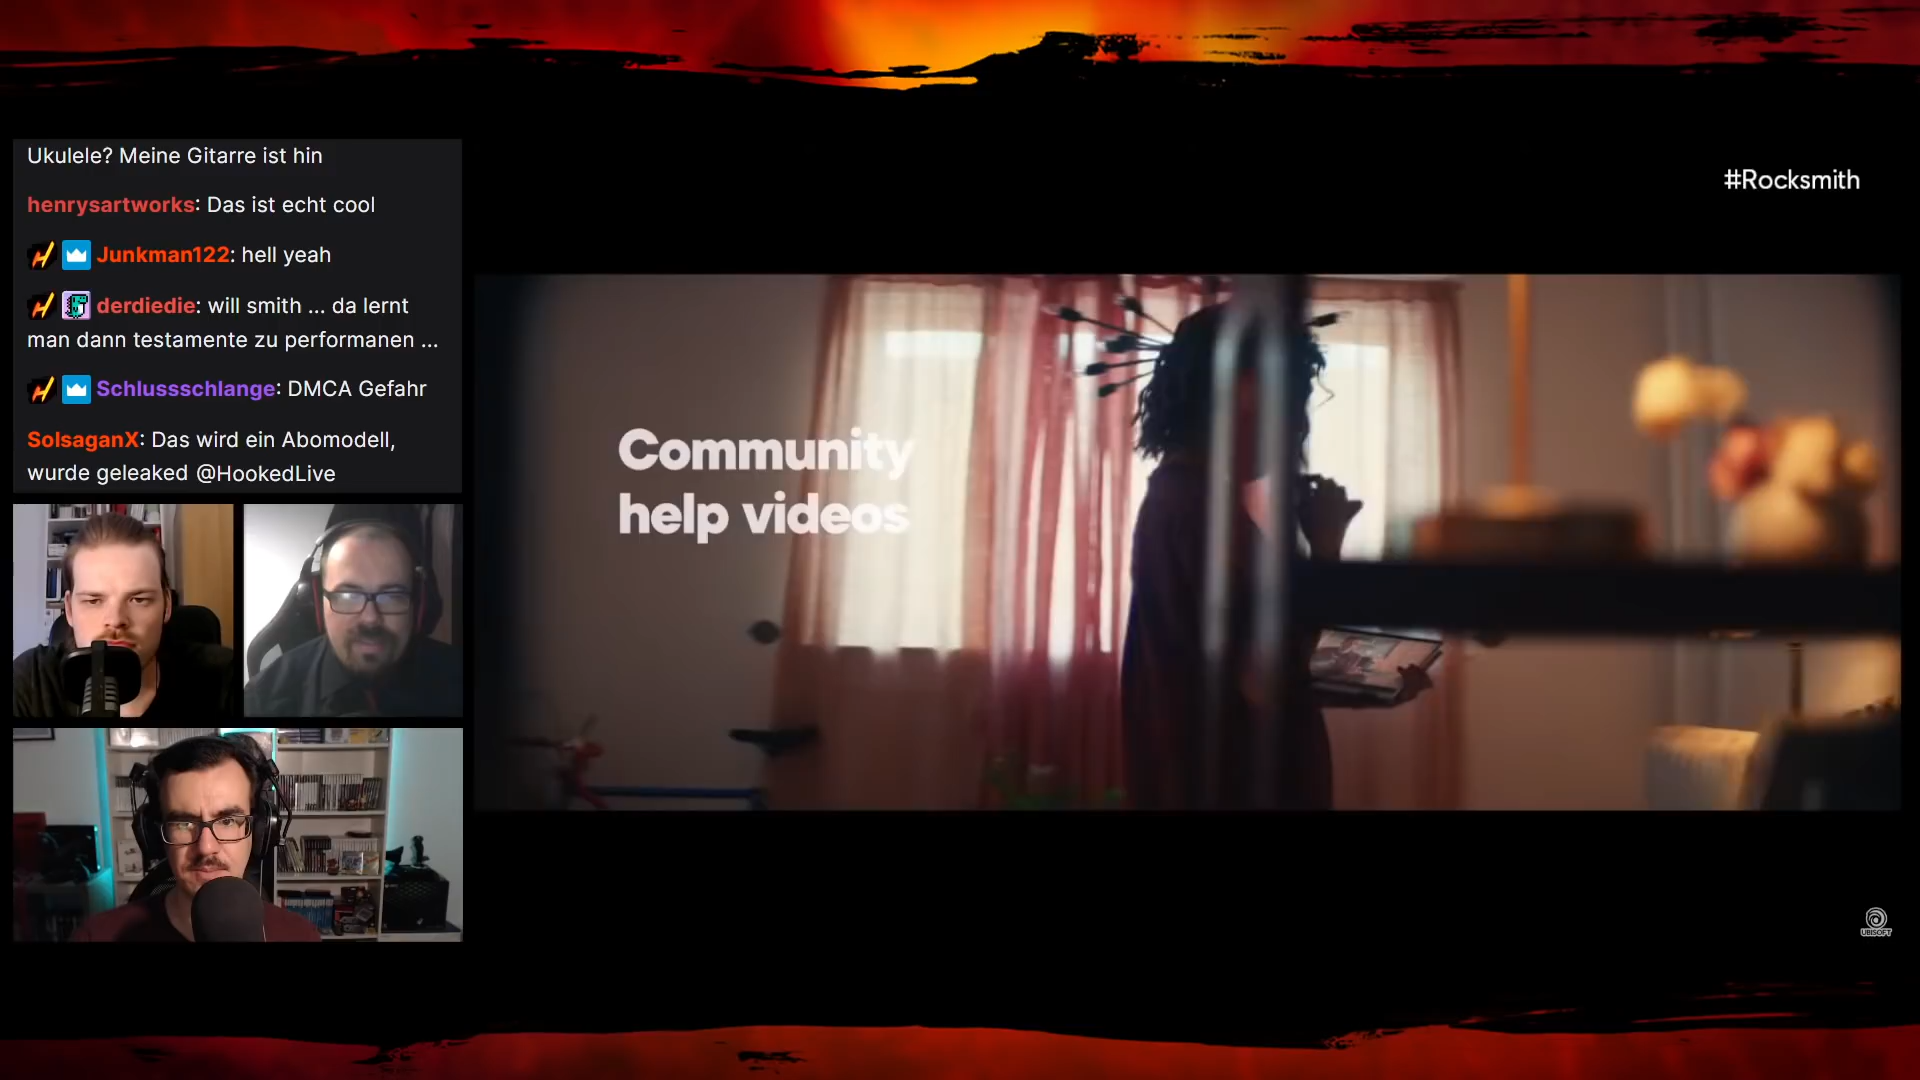 Ukulele? Meine Gitarre ist hin
henrysartworks: Das ist echt cool
Junkman122: hell yeah
derdiedie: will smith ... da lernt
man dann testamente zu performanen ...
Schlussschlange: DMCA Gefahr
SolsaganX: Das wird ein Abomodell,
wurde geleaked @HookedLive
#Rocksmith
Community
help videos
UBISOFT